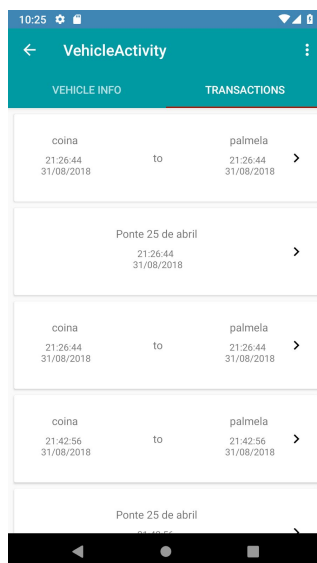 10:25
VehicleActivity
VEHICLE INFO TRANSACTIONS
coina to palmela
21:26:44 21:26:44
31/08/2018 31/08/2018
Ponte 25 de abril
21:26:44
31/08/2018
coina to palmela
21:26:44 21:26:44
31/08/2018 31/08/2018
coina to palmela
21:42:56 21:42:56
31/08/2018 31/08/2018
Ponte 25 de abril